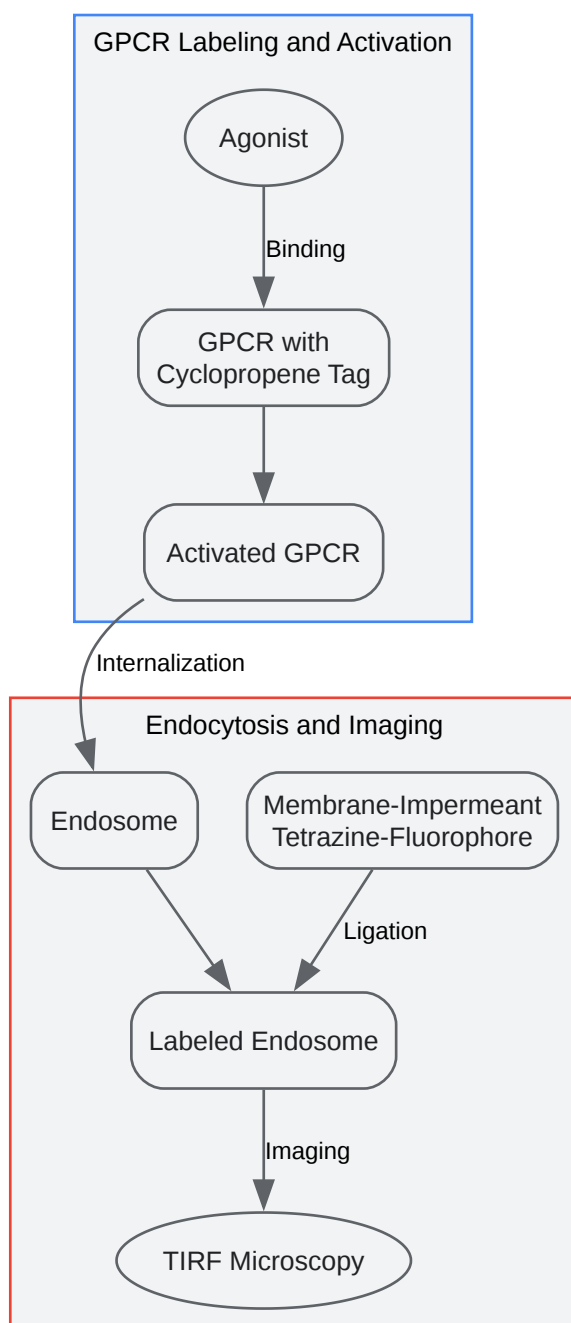 GPCR Labeling and Activation
Agonist
Binding
GPCR with
Cyclopropene Tag
Activated GPCR
Internalization
Endocytosis and Imaging
Endosome
Membrane-Impermeant
Tetrazine-Fluorophore
Ligation
Labeled Endosome
Imaging
TIRF Microscopy